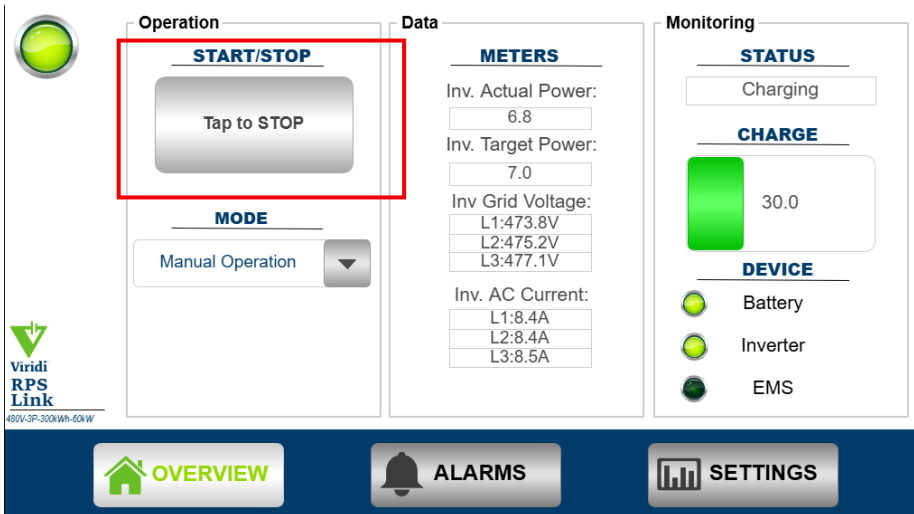 Operation
START/STOP
Tap to STOP
MODE
Manual Operation
Data
METERS
Inv. Actual Power:
6.8
Inv. Target Power:
7.0
Inv Grid Voltage:
L1:473.8V
L2:475.2V
L3:477.1V
Inv. AC Current:
L1:8.4A
L2:8.4A
L3:8.5A
Monitoring
STATUS
Charging
CHARGE
30.0
DEVICE
Battery
Inverter
EMS
Viridi
RPS
Link
480V-3P-300kWh-60kW
OVERVIEW
ALARMS
SETTINGS